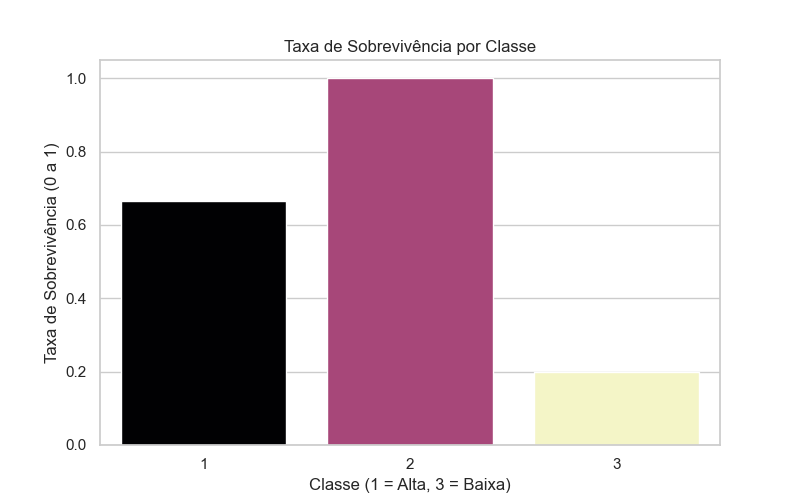 Taxa de Sobrevivência por Classe
Taxa de Sobrevivência (0 a 1)
1.0
0.8
0.6
0.4
0.2
0.0
1 2 3
Classe (1 = Alta, 3 = Baixa)